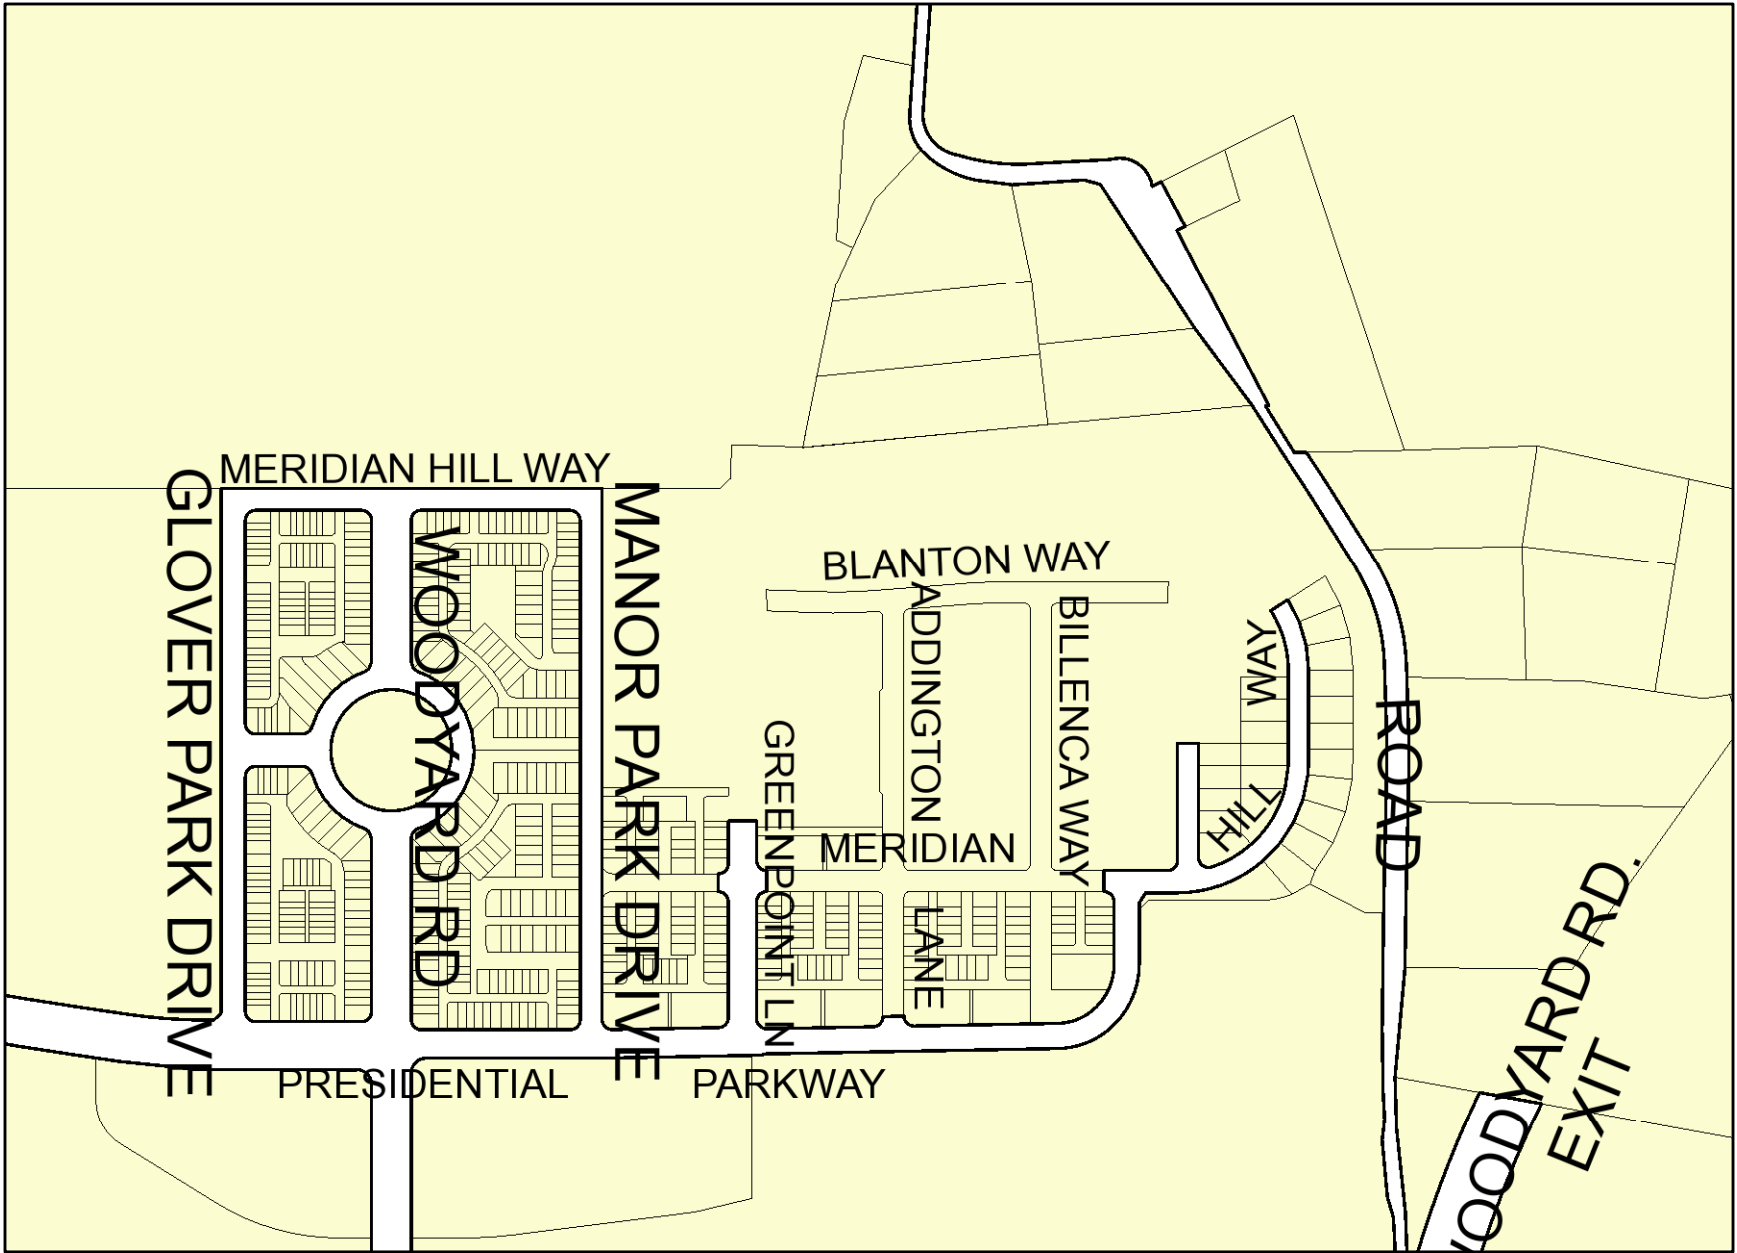 MERIDIAN HILL WAY
GLOVER PARK DRIVE
WOODYARD RD
MANOR PARK DRIVE
BLANTON WAY
ADDINGTON
LANE
BILLENCA WAY
GREENPOINT LN
MERIDIAN
HILL
WAY
ROAD
PRESIDENTIAL PARKWAY
WOODYARD RD.
EXIT